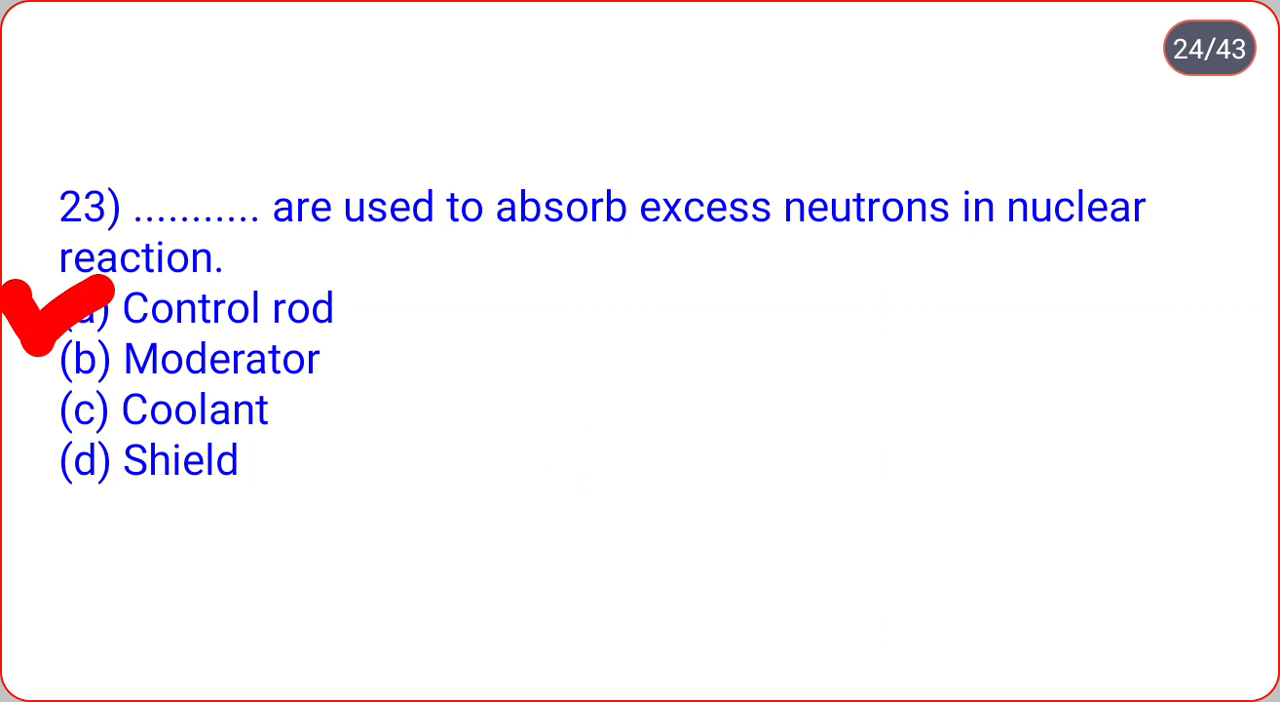 24/43
23) ........... are used to absorb excess neutrons in nuclear
reaction.
(a) Control rod
(b) Moderator
(c) Coolant
(d) Shield